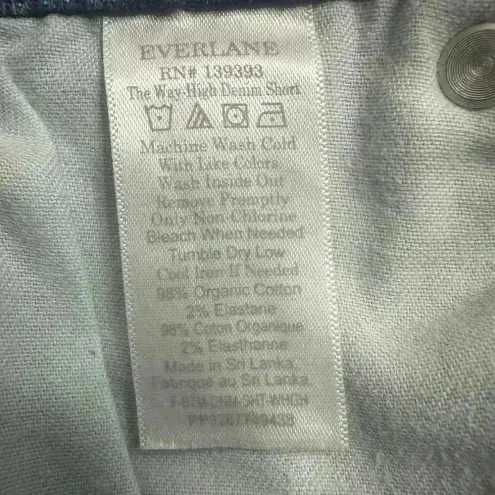 EVERLANE
RN# 139393
The Way-High Denim Short
Machine Wash Cold
With Like Colors
Wash Inside Out
Remove Promptly
Only Non-Chlorine
Bleach When Needed
Tumble Dry Low
Cool Iron If Needed
98% Organic Cotton
2% Elastane
98% Coton Organique
2% Elasthanne
Made in Sri Lanka
Fabrique au Sri Lanka